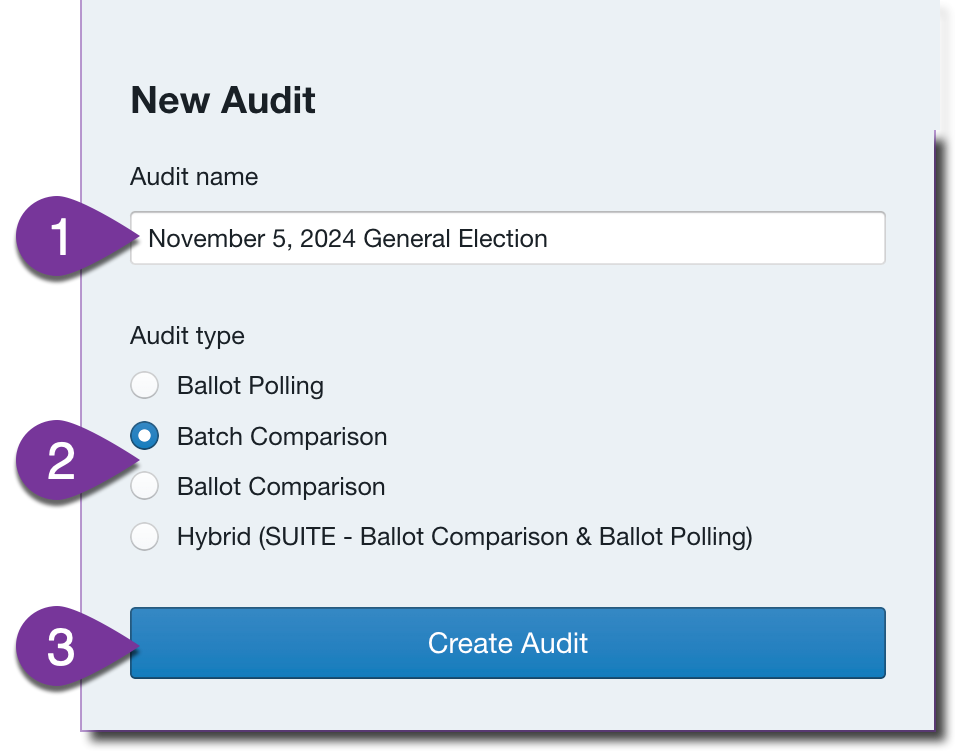 New Audit
Audit name
1
November 5, 2024 General Election
Audit type
Ballot Polling
Batch Comparison
2
Ballot Comparison
Hybrid (SUITE - Ballot Comparison & Ballot Polling)
3
Create Audit